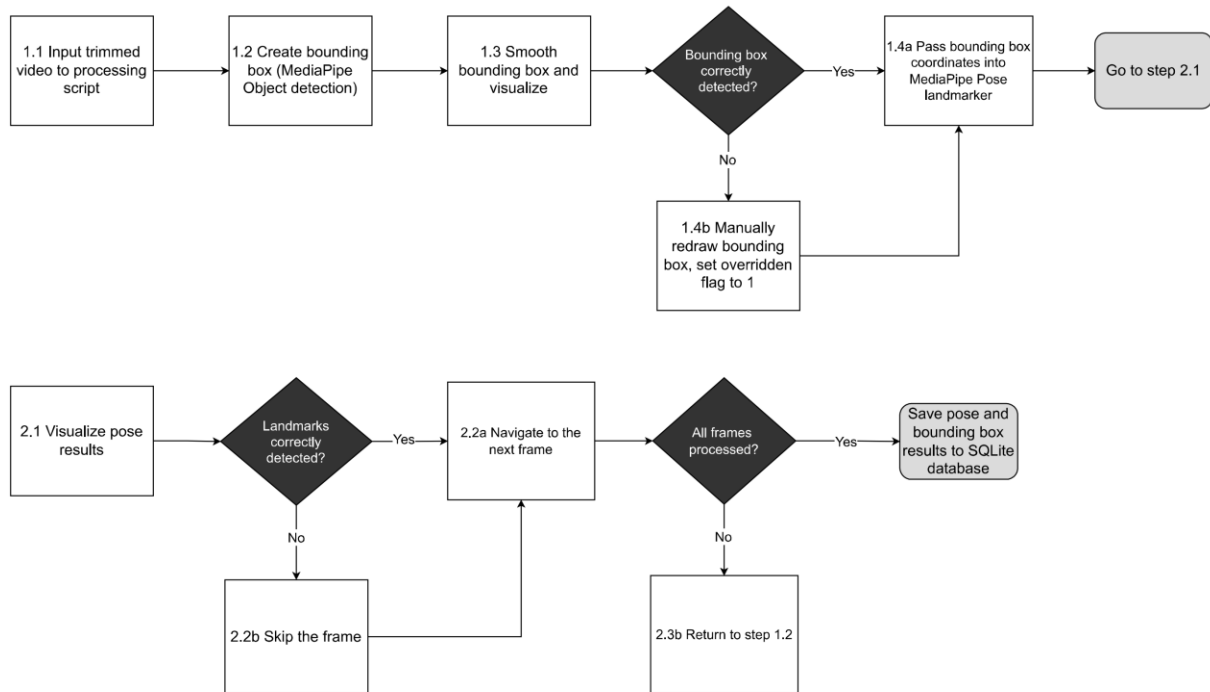 1.1 Input trimmed
video to processing
script
1.2 Create bounding
box (MediaPipe
Object detection)
1.3 Smooth
bounding box and
visualize
Bounding box
correctly
detected?
Yes
1.4a Pass bounding box
coordinates into
MediaPipe Pose
landmarker
Go to step 2.1
No
1.4b Manually
redraw bounding
box, set overridden
flag to 1
2.1 Visualize pose
results
Landmarks
correctly
detected?
Yes
2.2a Navigate to the
next frame
All frames
processed?
Yes
Save pose and
bounding box
results to SQLite
database
No
2.2b Skip the frame
No
2.3b Return to step 1.2